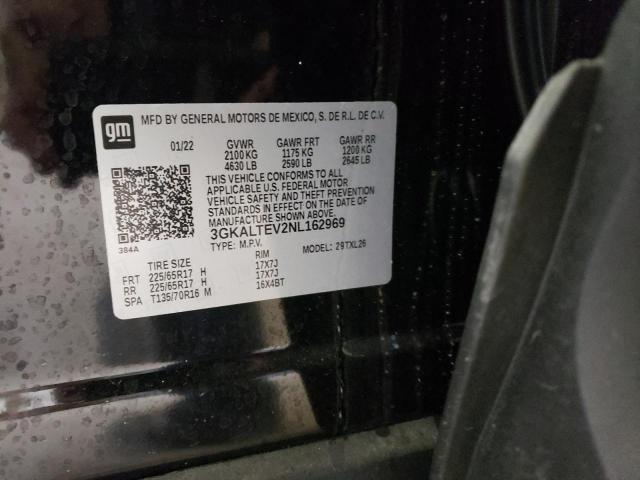 gm
MFD BY GENERAL MOTORS DE MEXICO, S. DE R.L. DE C.V.
01/22 GVWR GAWR FRT GAWR RR
2100 KG 1175 KG 1200 KG
4630 LB 2590 LB 2645 LB
THIS VEHICLE CONFORMS TO ALL
APPLICABLE U.S. FEDERAL MOTOR
VEHICLE SAFETY AND THEFT PREVENTION
STANDARDS IN EFFECT ON THE DATE OF
MANUFACTURE SHOWN ABOVE.
384A
3GKALTEV2NL162969
TYPE: M.P.V. MODEL: 29TXL26
TIRE SIZE RIM
FRT 225/65R17 H 17X7J
RR 225/65R17 H 17X7J
SPA T135/70R16 M 16X4BT